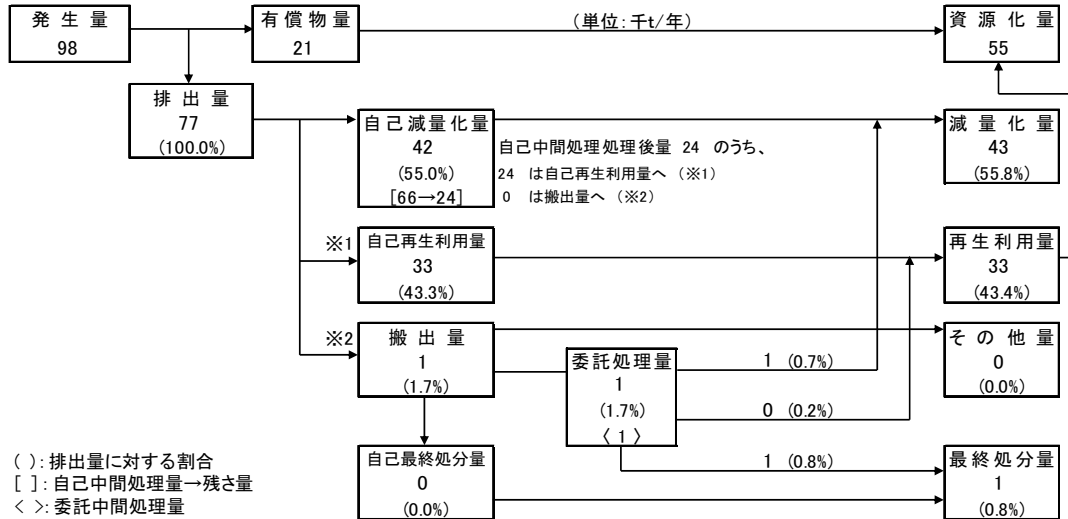 発生量
98
有償物量
21
(単位:千t/年)
資源化量
55
排出量
77
(100.0%)
自己減量化量
42
(55.0%)
[66→24]
自己中間処理処理後量 24 のうち、
24 は自己再生利用量へ (※1)
0 は搬出量へ (※2)
減量化量
43
(55.8%)
※1
自己再生利用量
33
(43.3%)
再生利用量
33
(43.4%)
※2
搬出量
1
(1.7%)
委託処理量
1
(1.7%)
〈 1 〉
1 (0.7%)
0 (0.2%)
1 (0.8%)
その他量
0
(0.0%)
自己最終処分量
0
(0.0%)
最終処分量
1
(0.8%)
( ):排出量に対する割合
[ ]:自己中間処理量→残さ量
< >:委託中間処理量